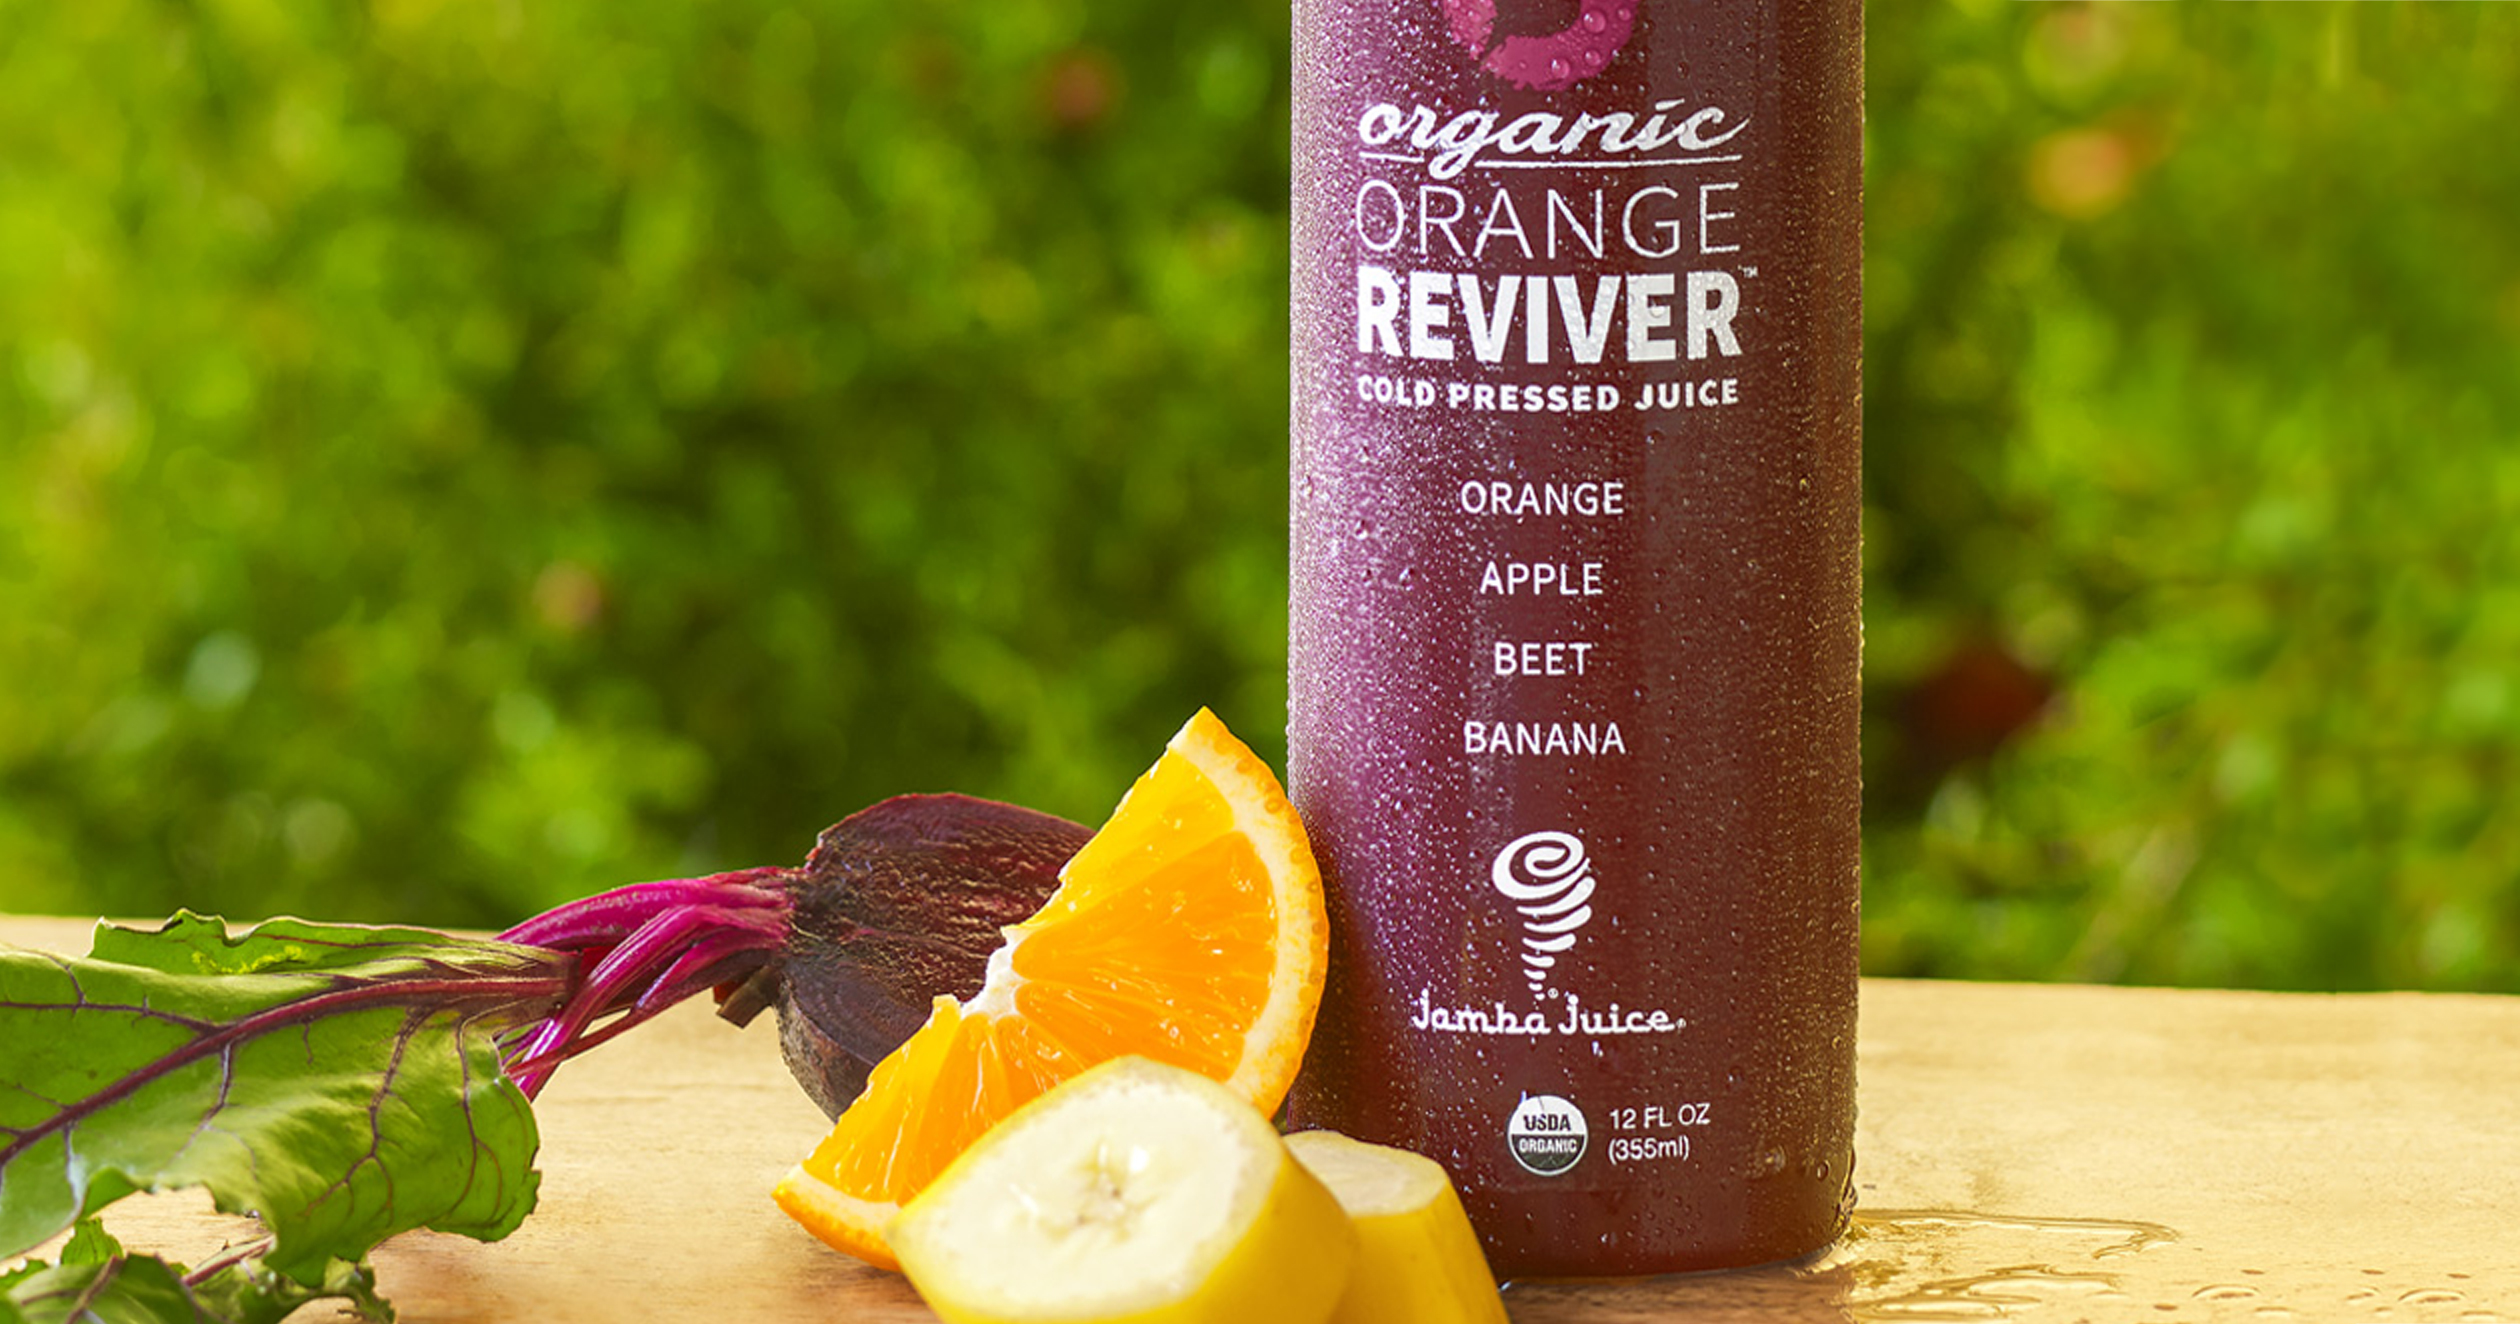 organic
ORANGE
REVIVER™
COLD PRESSED JUICE
ORANGE
APPLE
BEET
BANANA
Jamba Juice®
USDA
ORGANIC
12 FL OZ
(355ml)